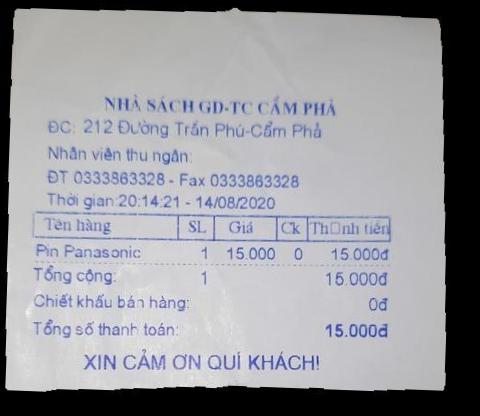 NHÀ SÁCH GD-TC CẨM PHẢ
ĐC: 212 Đường Trần Phú-Cẩm Phả
Nhân viên thu ngân:
ĐT 0333863328 - Fax 0333863328
Thời gian:20:14:21 - 14/08/2020
Tên hàng SL Giá Ck Th□nh tiền
Pin Panasonic 1 15.000 0 15.000đ
Tổng cộng: 1 15.000đ
Chiết khấu bán hàng: 0đ
Tổng số thanh toán: 15.000đ
XIN CẢM ƠN QUÍ KHÁCH!